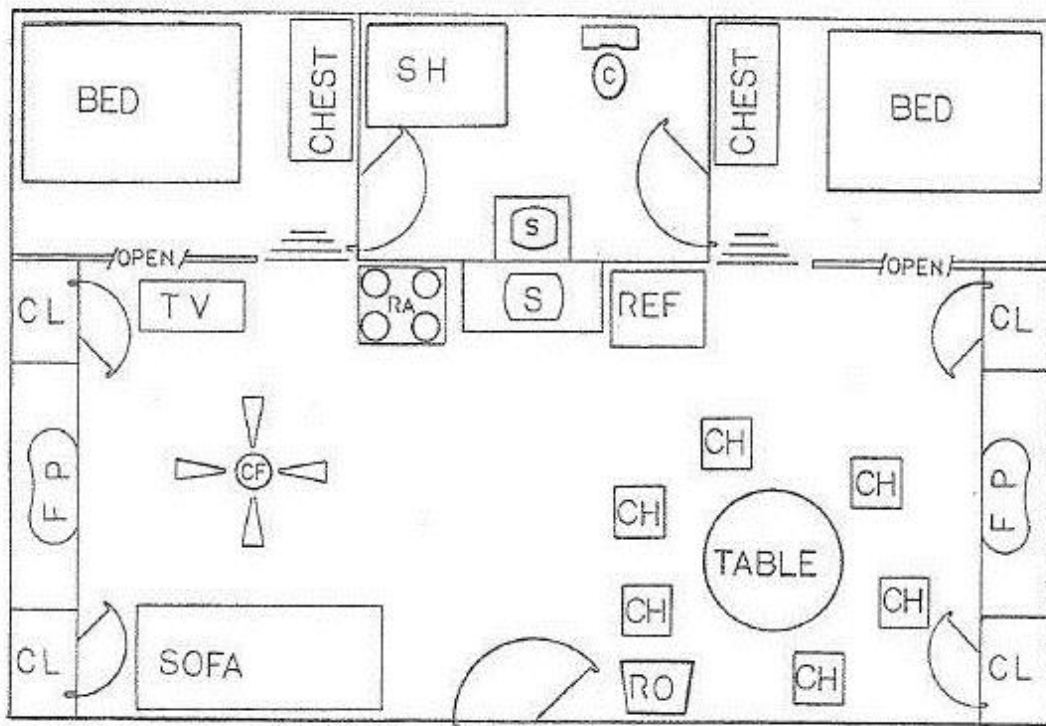 BED
CHEST
SH
C
CHEST
BED
S
/OPEN/
/OPEN/
CL
TV
RA
S
REF
CL
CH
CF
CH
CH
FP
FP
TABLE
CH
CH
SOFA
CL
RO
CH
CL